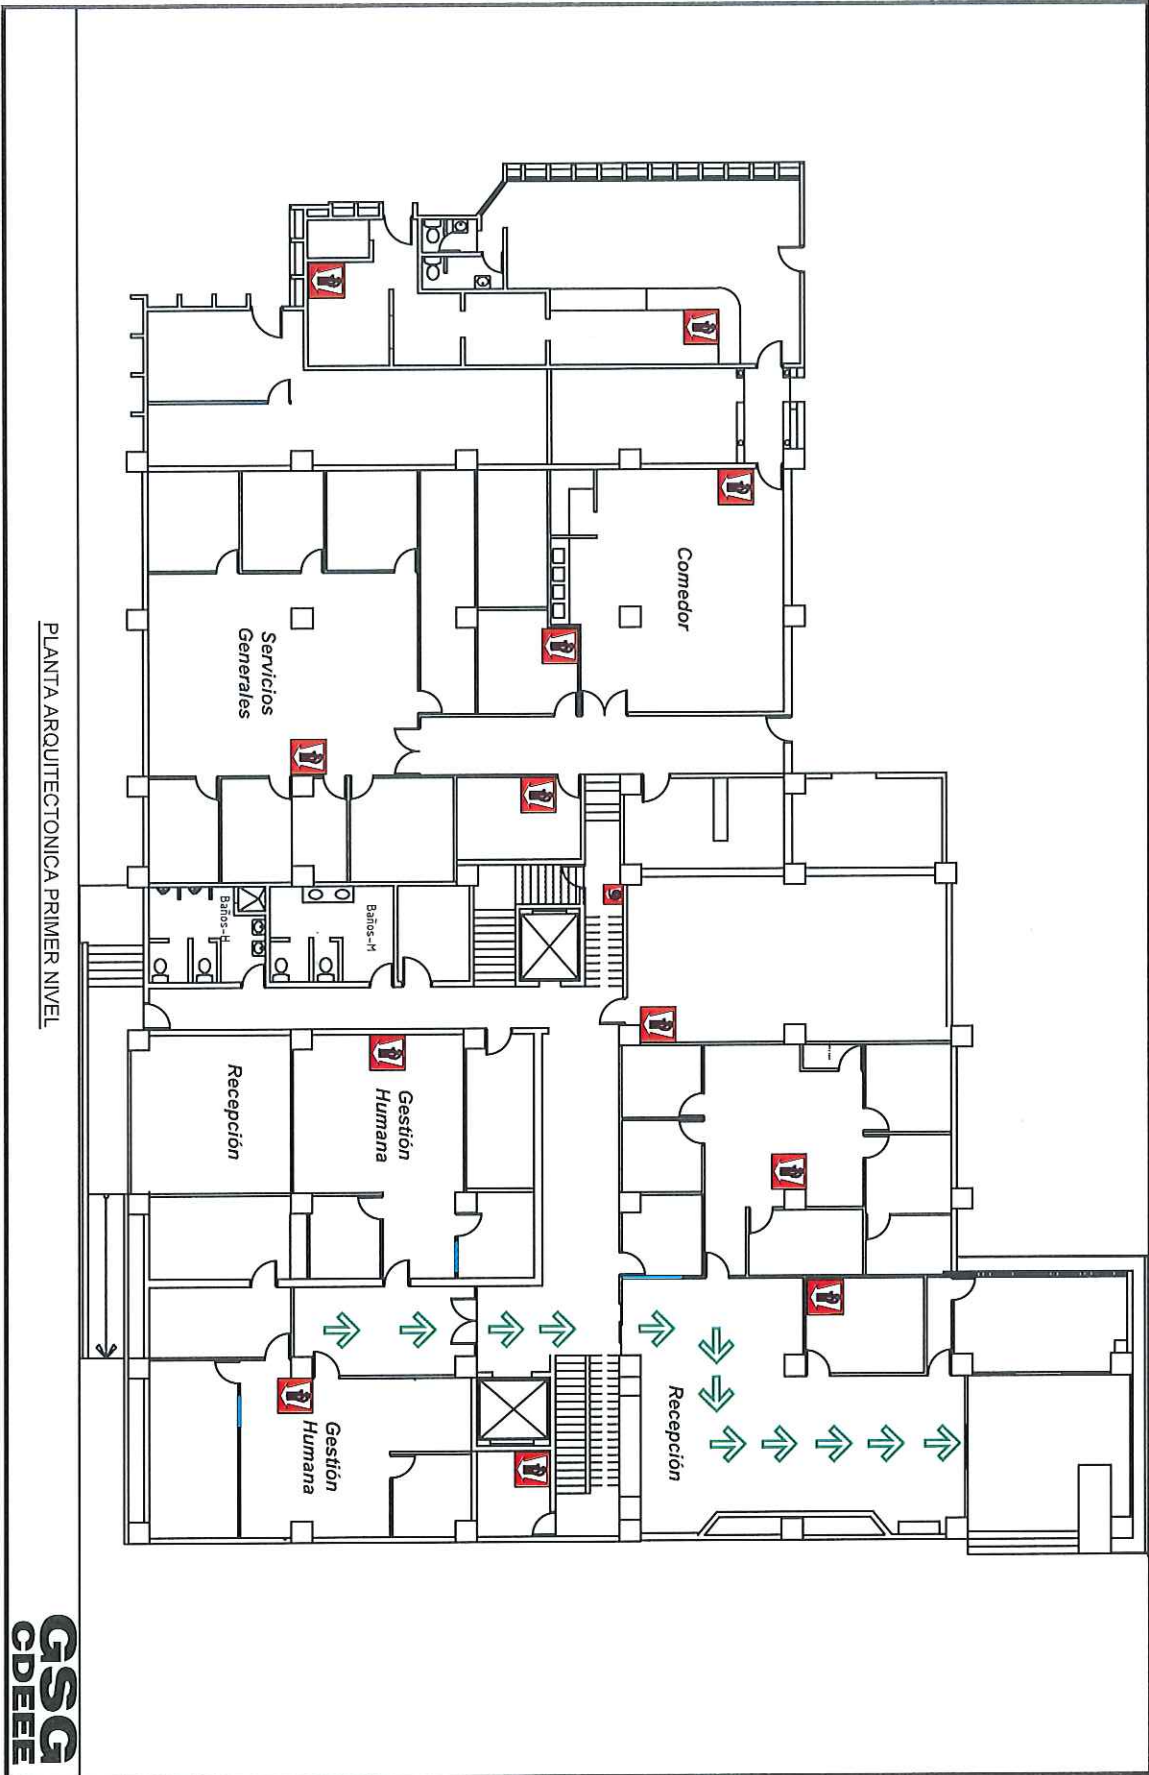 Comedor
Servicios
Generales
Baños-H
Baños-M
Recepción
Gestión
Humana
Gestión
Humana
Recepción
PLANTA ARQUITECTONICA PRIMER NIVEL
GSG
CDEEE